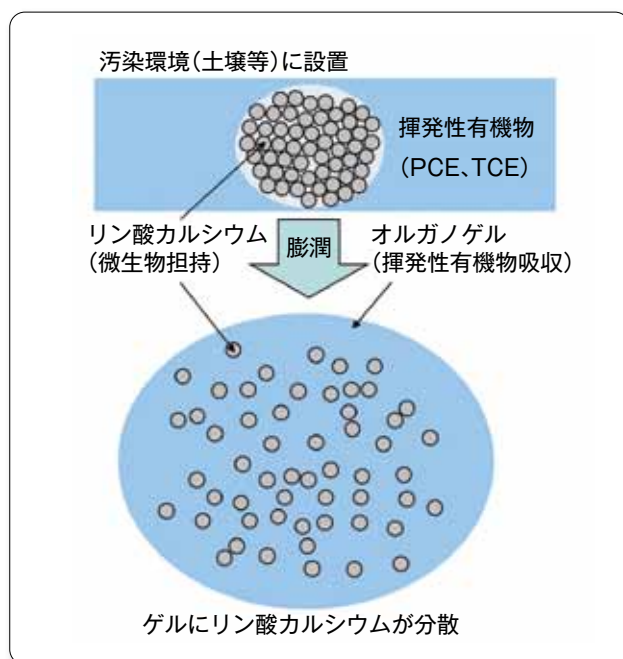 汚染環境(土壌等)に設置
揮発性有機物
(PCE、TCE)
リン酸カルシウム
(微生物担持)
膨潤
オルガノゲル
(揮発性有機物吸収)
ゲルにリン酸カルシウムが分散